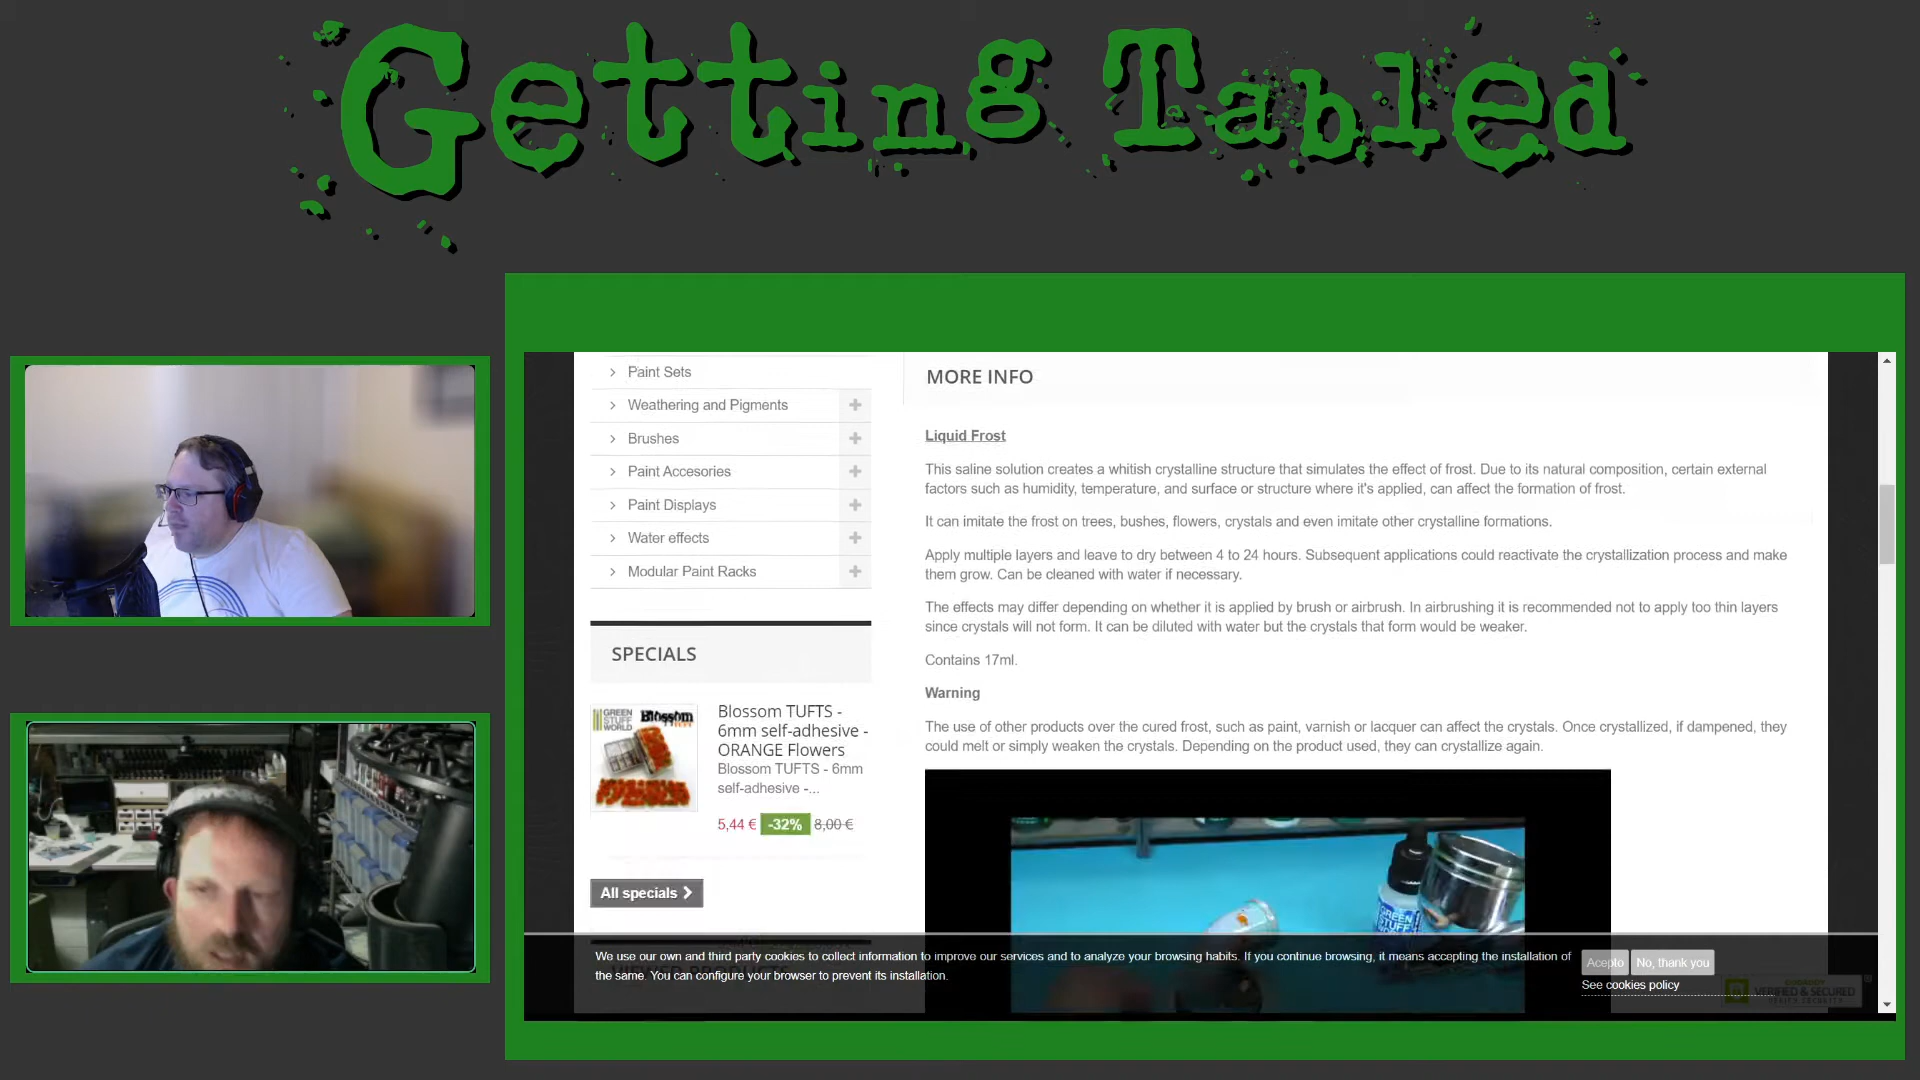 Getting Tabled
Paint Sets
Weathering and Pigments
Brushes
Paint Accesories
Paint Displays
Water effects
Modular Paint Racks
SPECIALS
GREEN STUFF WORLD
Blossom TUFTS
Blossom TUFTS -
6mm self-adhesive -
ORANGE Flowers
Blossom TUFTS - 6mm
self-adhesive -...
5,44 € -32% 8,00 €
All specials
VIEWED PRODUCTS
MORE INFO
Liquid Frost
This saline solution creates a whitish crystalline structure that simulates the effect of frost. Due to its natural composition, certain external
factors such as humidity, temperature, and surface or structure where it's applied, can affect the formation of frost.
It can imitate the frost on trees, bushes, flowers, crystals and even imitate other crystalline formations.
Apply multiple layers and leave to dry between 4 to 24 hours. Subsequent applications could reactivate the crystallization process and make
them grow. Can be cleaned with water if necessary.
The effects may differ depending on whether it is applied by brush or airbrush. In airbrushing it is recommended not to apply too thin layers
since crystals will not form. It can be diluted with water but the crystals that form would be weaker.
Contains 17ml.
Warning
The use of other products over the cured frost, such as paint, varnish or lacquer can affect the crystals. Once crystallized, if dampened, they
could melt or simply weaken the crystals. Depending on the product used, they can crystallize again.
GREEN
STUFF
We use our own and third party cookies to collect information to improve our services and to analyze your browsing habits. If you continue browsing, it means accepting the installation of
the same. You can configure your browser to prevent its installation.
Acepto No, thank you
See cookies policy
VERIFIED & SECURED